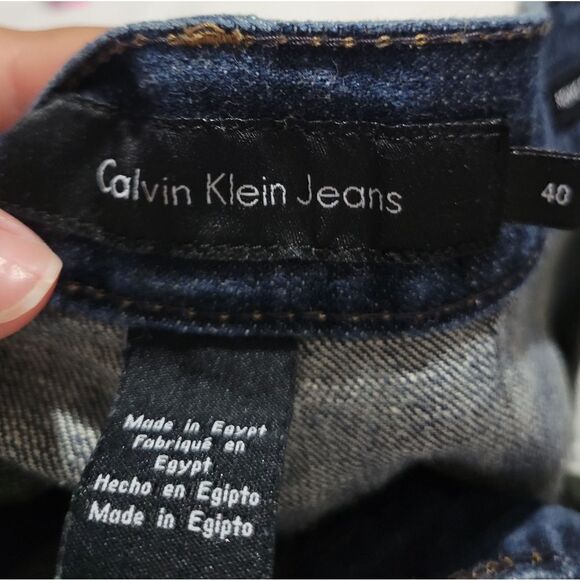 Calvin Klein Jeans
40
Made in Egypt
Fabriqué en
Egypt
Hecho en Egipto
Made in Egipto